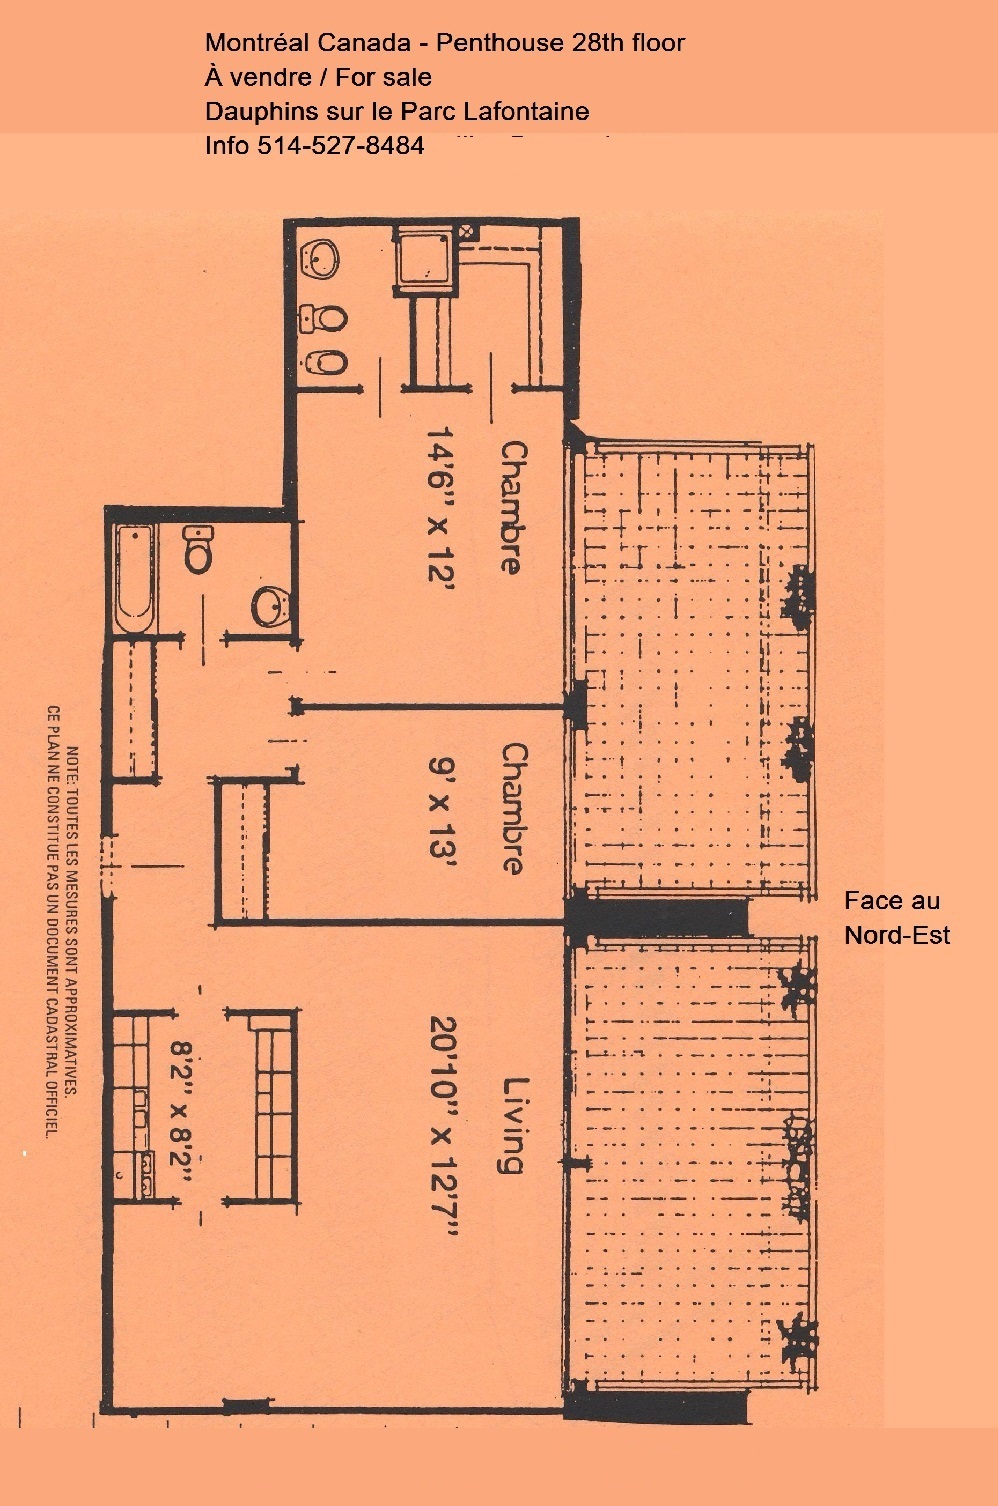 Montréal Canada - Penthouse 28th floor
À vendre / For sale
Dauphins sur le Parc Lafontaine
Info 514-527-8484
Chambre
14'6" x 12'
Chambre
9' x 13'
Face au
Nord-Est
Living
20'10" x 12'7"
8'2" x 8'2"
NOTE: TOUTES LES MESURES SONT APPROXIMATIVES.
CE PLAN NE CONSTITUE PAS UN DOCUMENT CADASTRAL OFFICIEL.